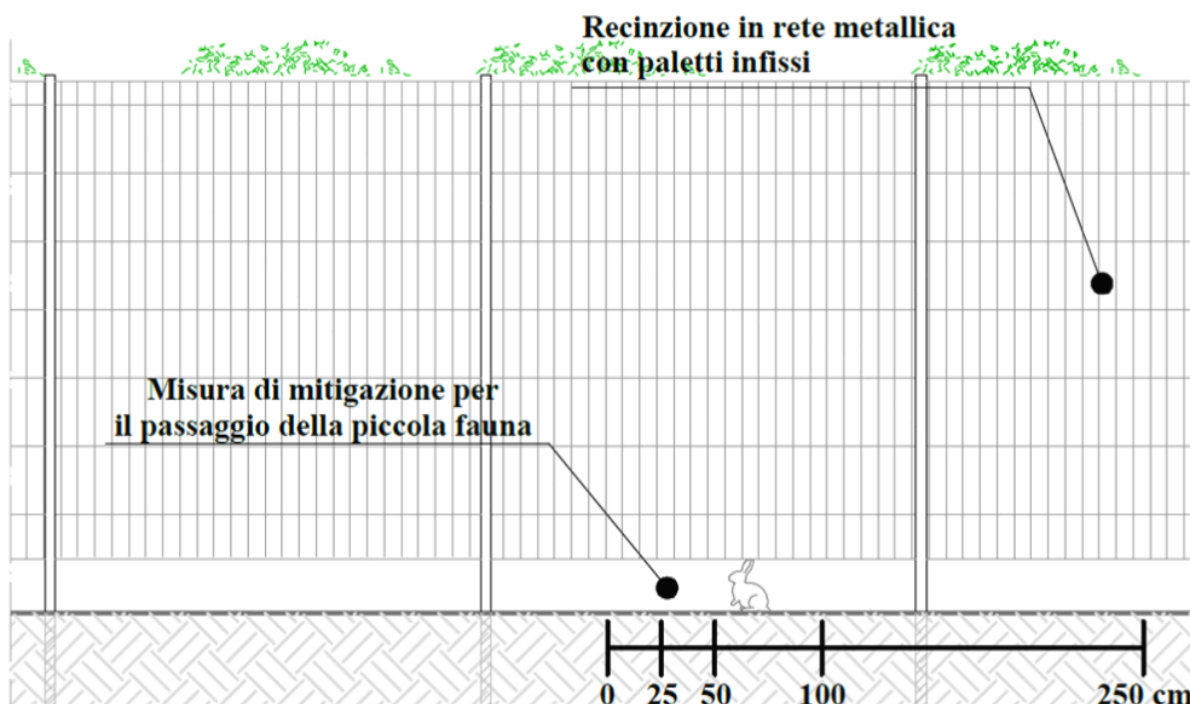 Recinzione in rete metallica
con paletti infissi
Misura di mitigazione per
il passaggio della piccola fauna
0 25 50 100 250 cm